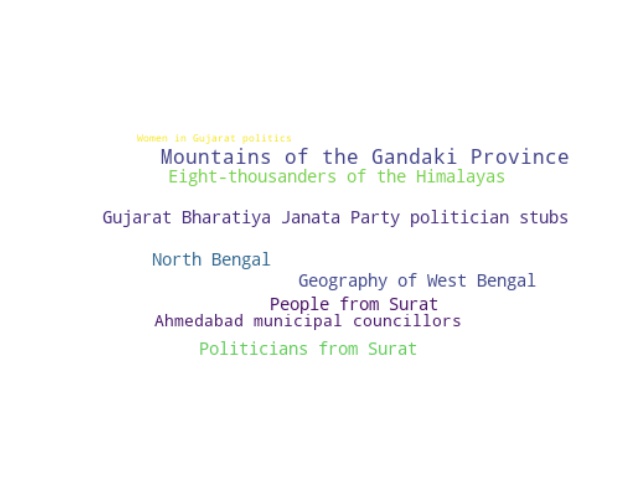 Women in Gujarat politics
Mountains of the Gandaki Province
Eight-thousanders of the Himalayas
Gujarat Bharatiya Janata Party politician stubs
North Bengal
Geography of West Bengal
People from Surat
Ahmedabad municipal councillors
Politicians from Surat